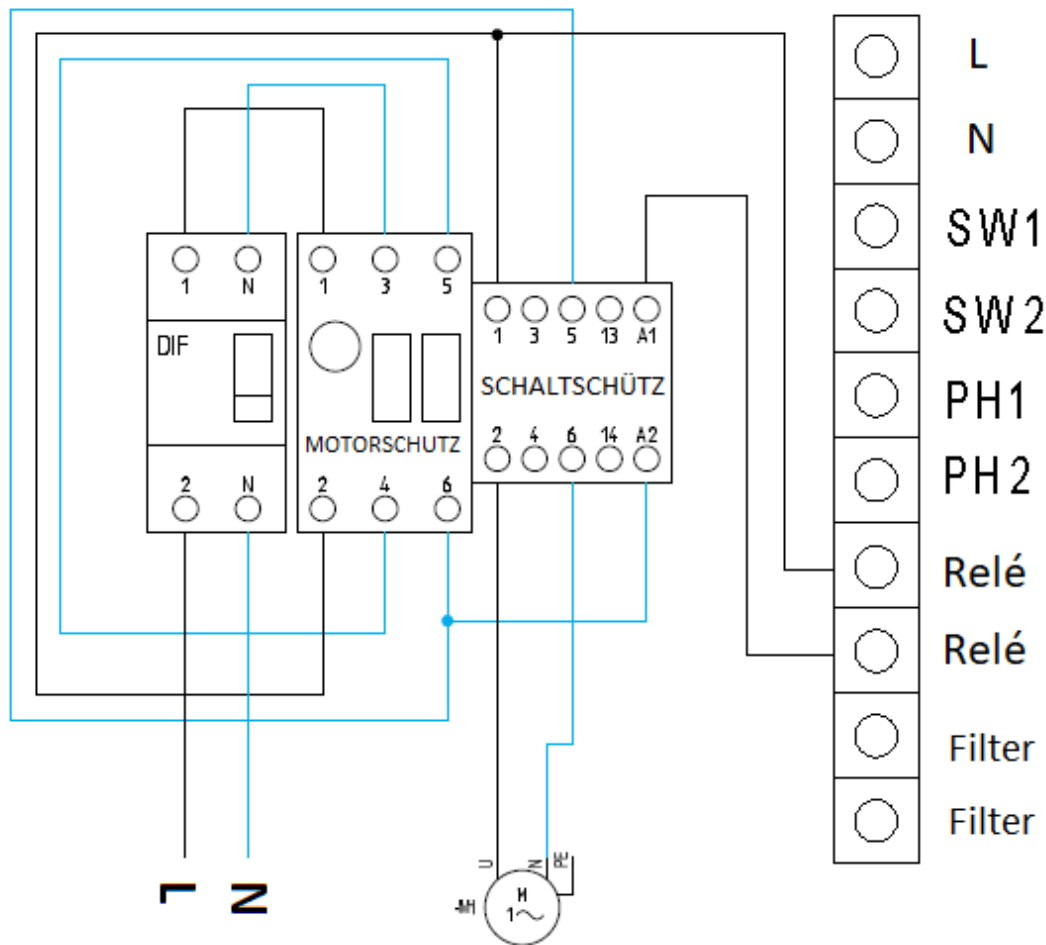 L
N
SW1
SW2
PH1
PH2
Relé
Relé
Filter
Filter
1 N
DIF
2 N
1 3 5
MOTORSCHUTZ
2 4 6
1 3 5 13 A1
SCHALTSCHÜTZ
2 4 6 14 A2
L N
U N PE
-M1
M
1~